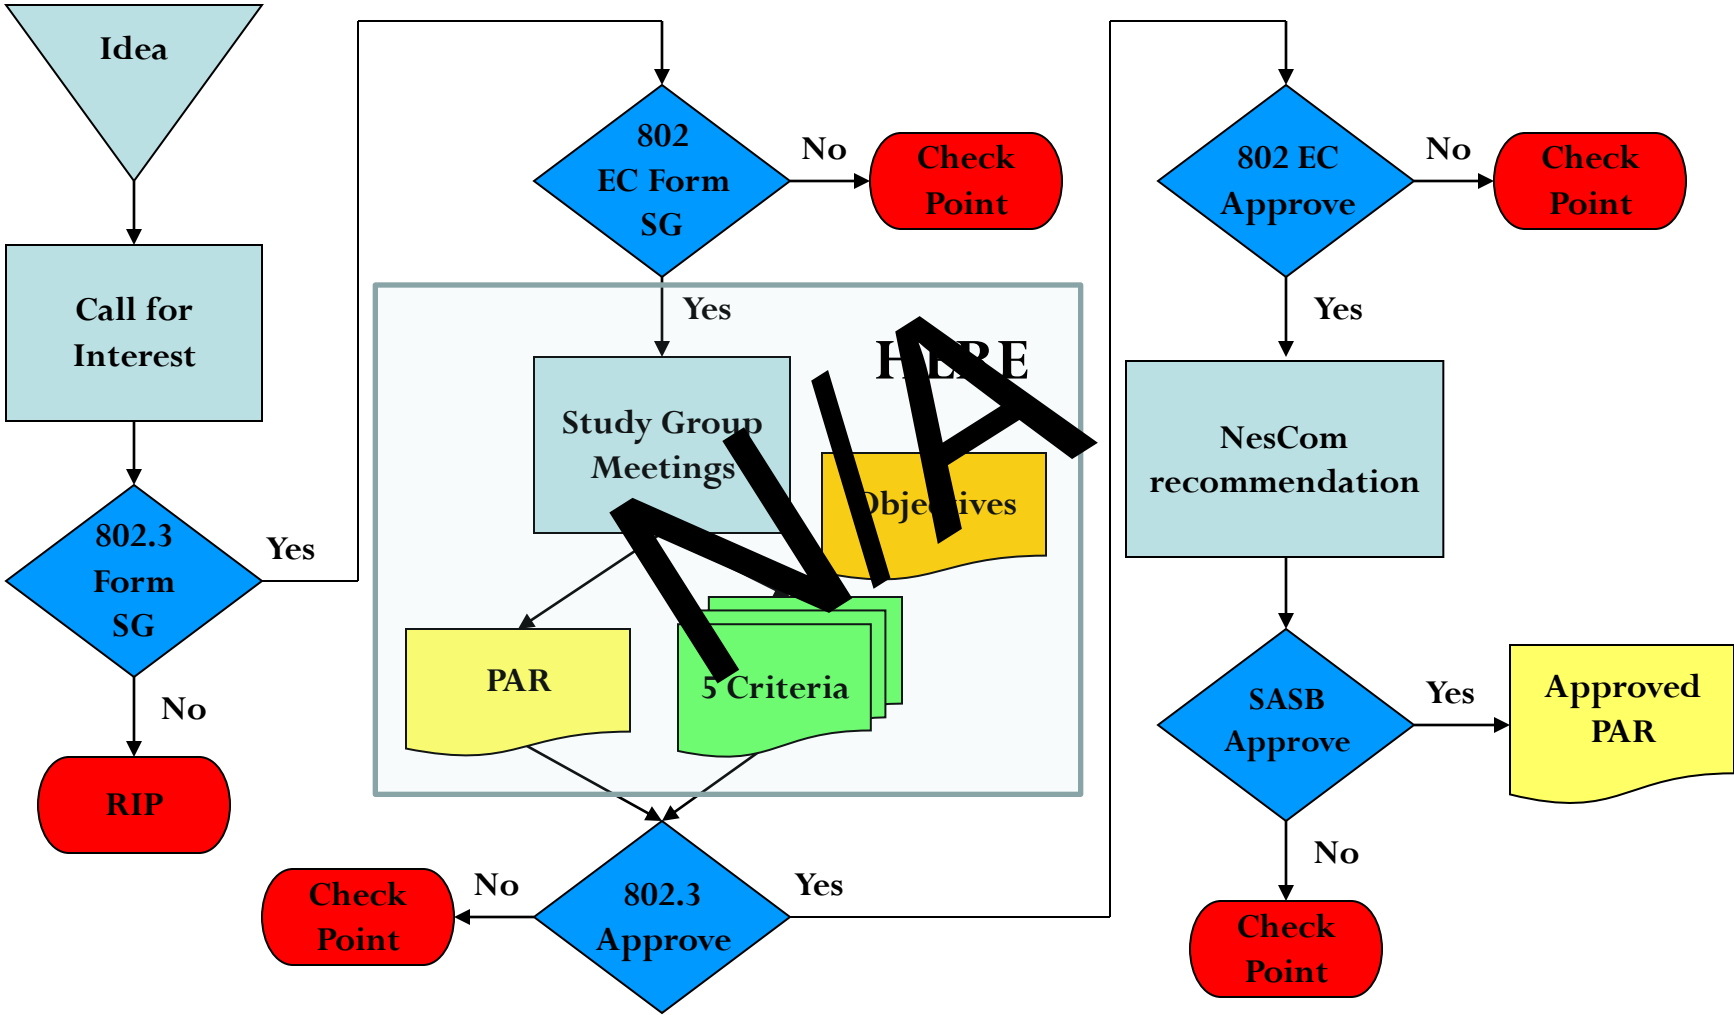 Idea
Call for
Interest
802.3
Form
SG
Yes
No
RIP
802
EC Form
SG
No
Check
Point
Yes
HERE
Study Group
Meetings
Objectives
N/A
PAR
5 Criteria
802.3
Approve
No
Check
Point
Yes
802 EC
Approve
No
Check
Point
Yes
NesCom
recommendation
SASB
Approve
Yes
Approved
PAR
No
Check
Point